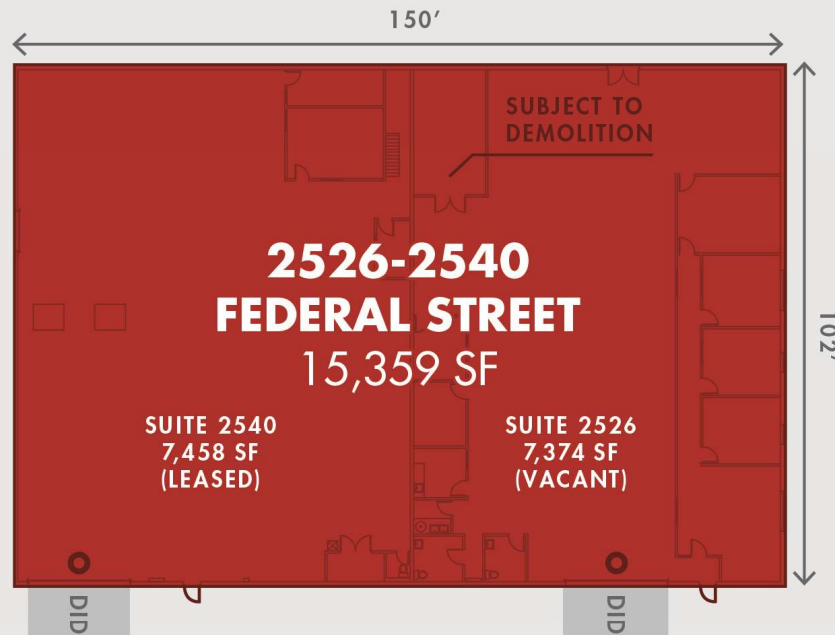 150’
SUBJECT TO
DEMOLITION
2526-2540
FEDERAL STREET
15,359 SF
102’
SUITE 2540
7,458 SF
(LEASED)
SUITE 2526
7,374 SF
(VACANT)
DID
DID